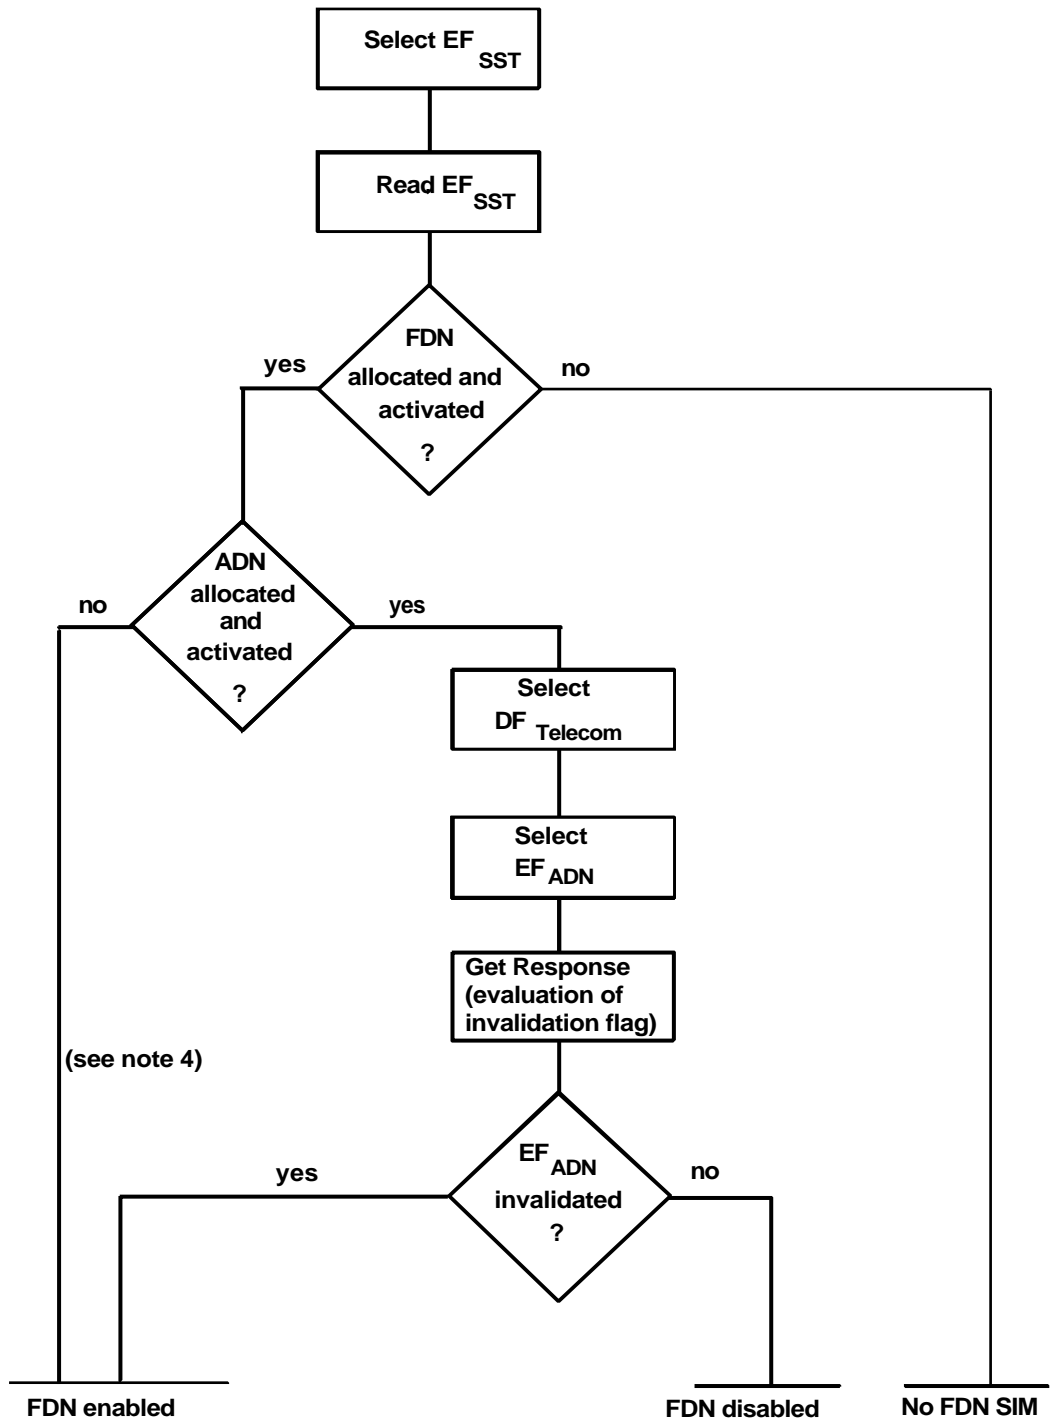 Select EF SST
Read EF SST
FDN
allocated and
activated
?
yes
no
ADN
allocated
and
activated
?
no
yes
Select
DF Telecom
Select
EF ADN
Get Response
(evaluation of
invalidation flag)
(see note 4)
EF ADN
invalidated
?
yes
no
FDN enabled
FDN disabled
No FDN SIM